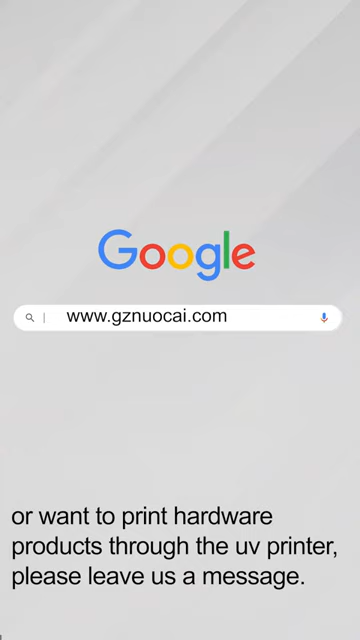 Google
www.gznuocai.com
or want to print hardware
products through the uv printer,
please leave us a message.